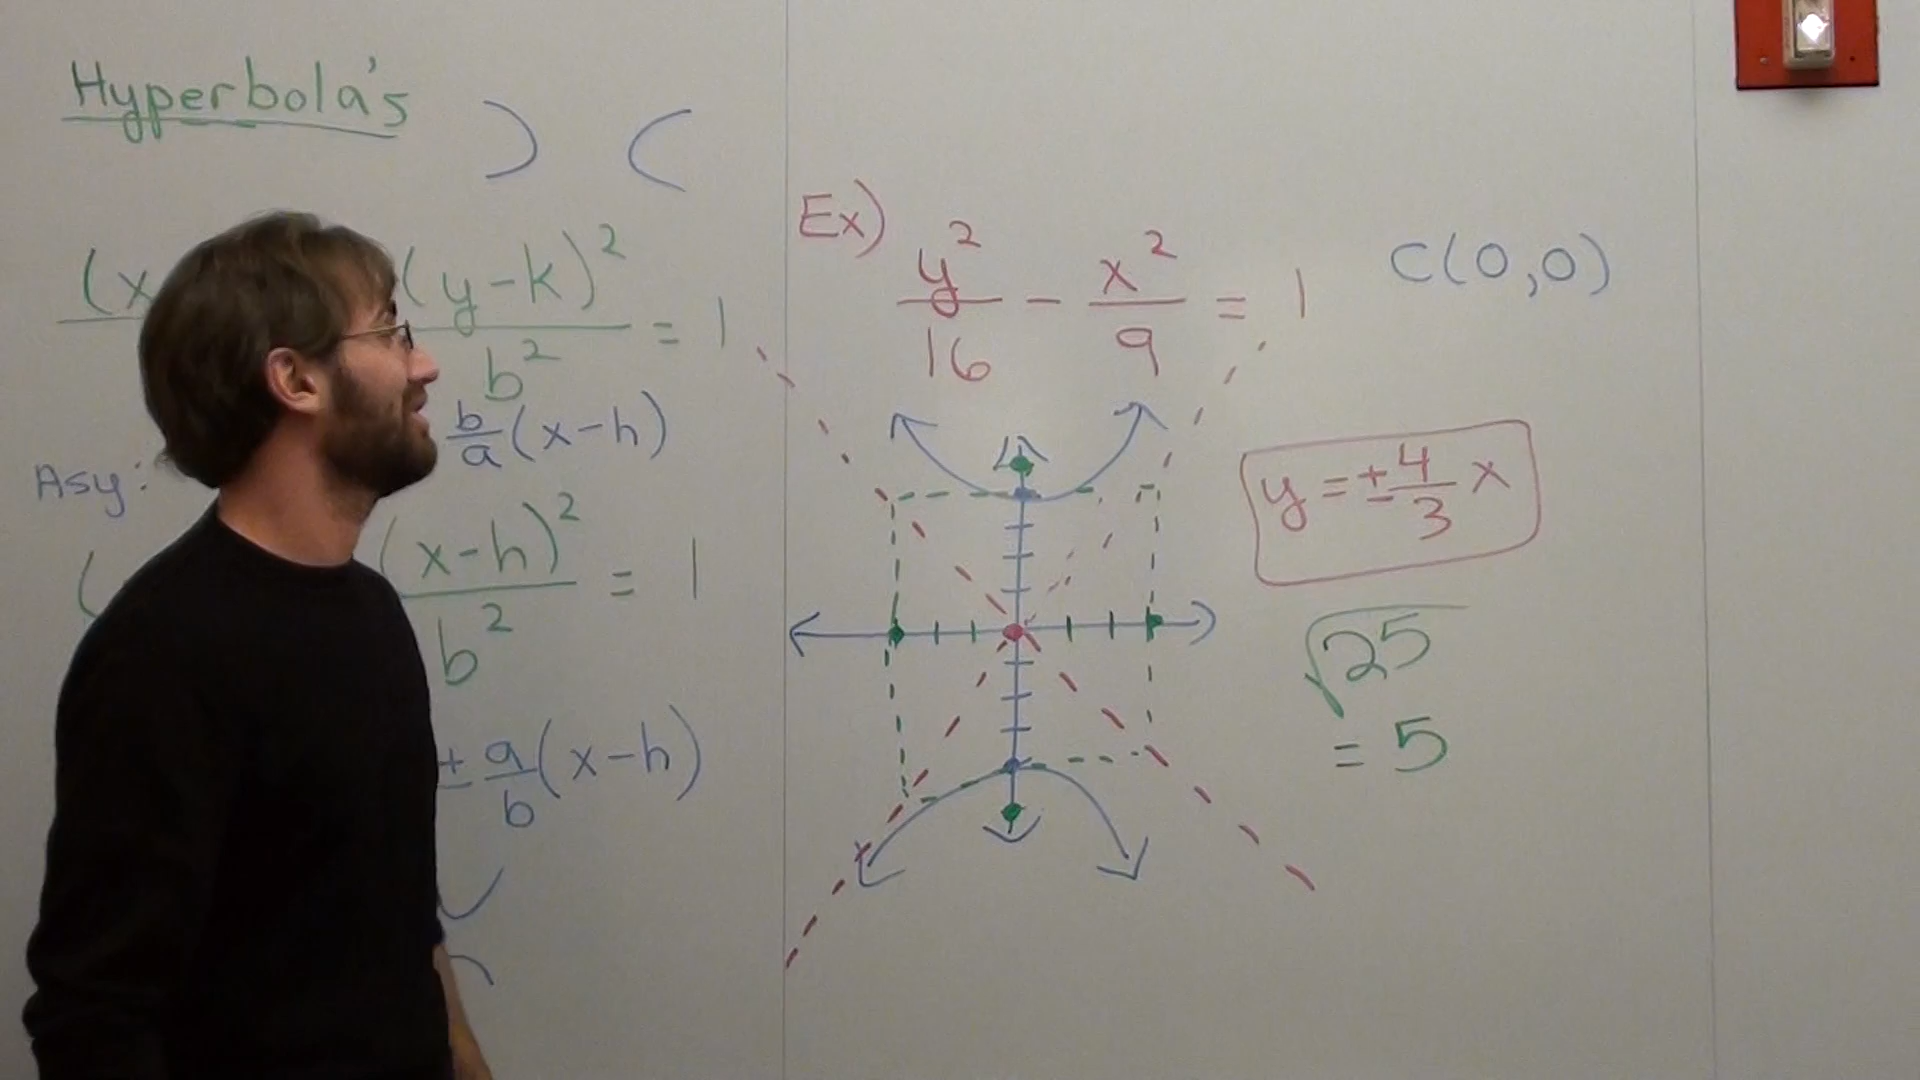 Hyperbola's
(x (y-k)²
b² = 1
Asy: b/a (x-h)
( (x-h)²
b² = 1
± a/b (x-h)
Ex) y²/16 - x²/9 = 1
C(0,0)
y = ± 4/3 x
√25
= 5